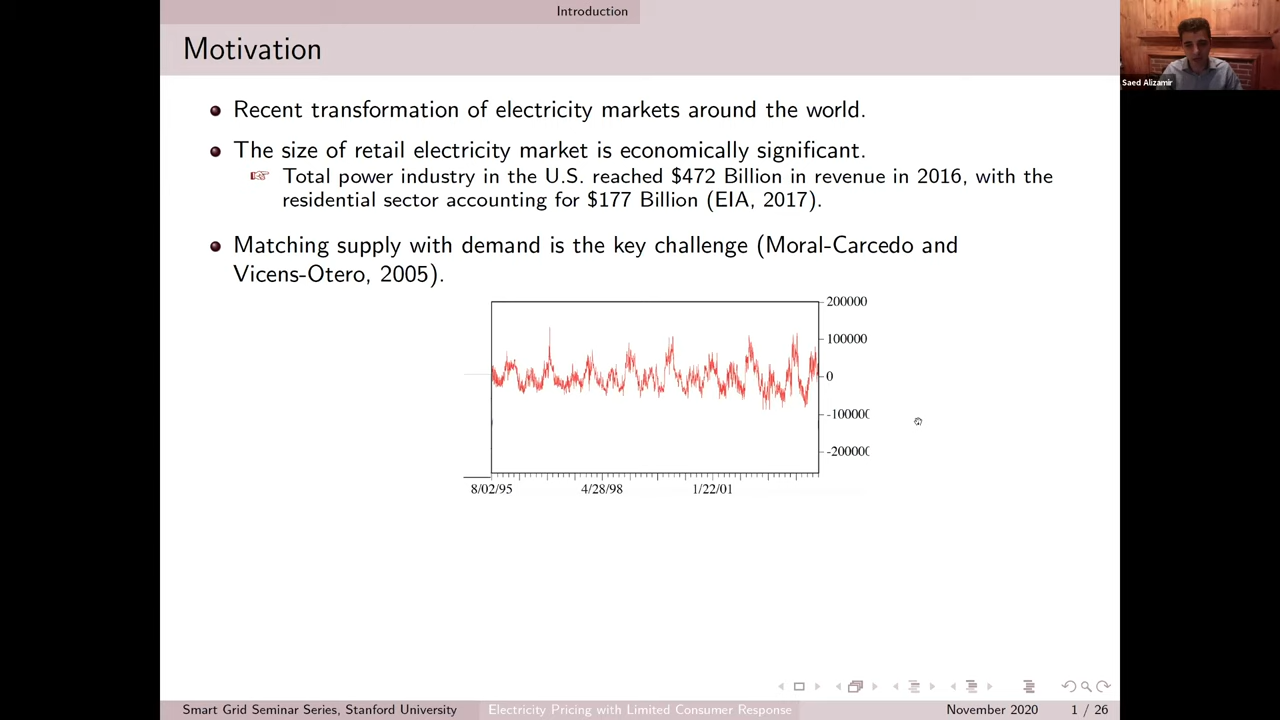 Introduction
Motivation
Saed Alizamir
Recent transformation of electricity markets around the world.
The size of retail electricity market is economically significant.
Total power industry in the U.S. reached $472 Billion in revenue in 2016, with the
residential sector accounting for $177 Billion (EIA, 2017).
Matching supply with demand is the key challenge (Moral-Carcedo and
Vicens-Otero, 2005).
200000
100000
0
-100000
-200000
8/02/95 4/28/98 1/22/01
Smart Grid Seminar Series, Stanford University Electricity Pricing with Limited Consumer Response November 2020 1 / 26